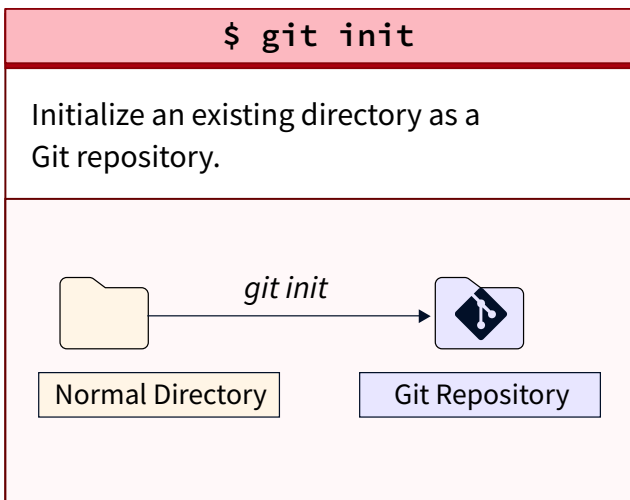 $ git init
Initialize an existing directory as a
Git repository.
git init
Normal Directory
Git Repository